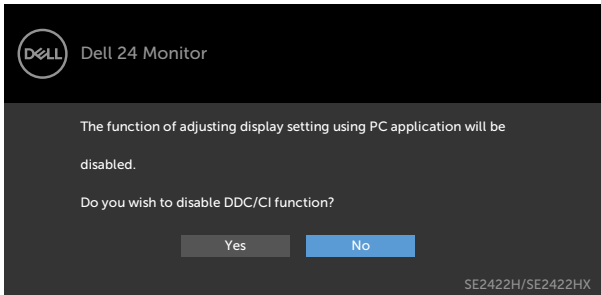 DELL
Dell 24 Monitor
The function of adjusting display setting using PC application will be
disabled.
Do you wish to disable DDC/CI function?
Yes
No
SE2422H/SE2422HX